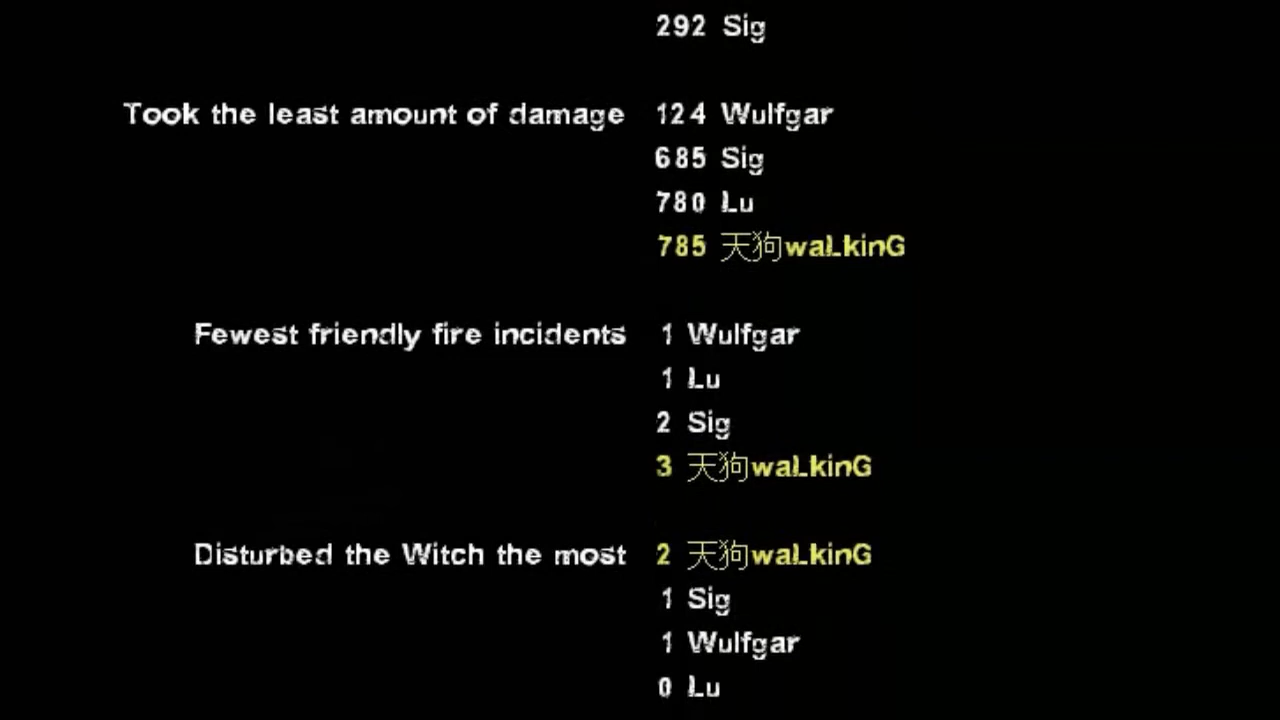 292 Sig
Took the least amount of damage 124 Wulfgar
685 Sig
780 Lu
785 天狗waLkinG
Fewest friendly fire incidents 1 Wulfgar
1 Lu
2 Sig
3 天狗waLkinG
Disturbed the Witch the most 2 天狗waLkinG
1 Sig
1 Wulfgar
0 Lu